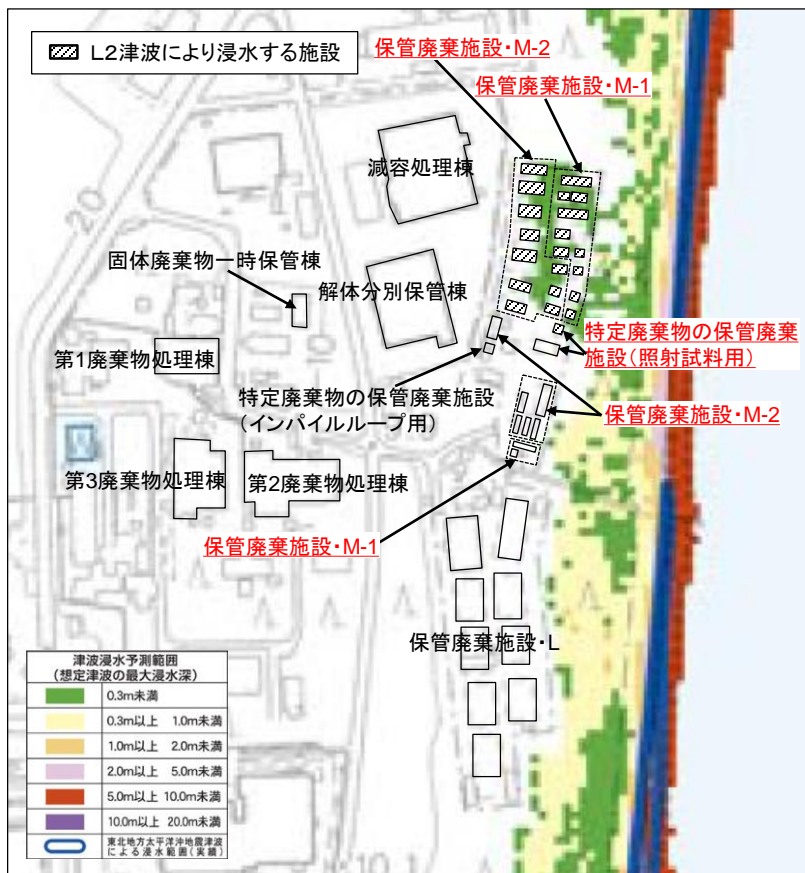 L2津波により浸水する施設
保管廃棄施設・M-2
保管廃棄施設・M-1
減容処理棟
20
固体廃棄物一時保管棟
解体分別保管棟
特定廃棄物の保管廃棄
施設(照射試料用)
第1廃棄物処理棟
特定廃棄物の保管廃棄施設
(インパイルループ用)
保管廃棄施設・M-2
第3廃棄物処理棟
第2廃棄物処理棟
保管廃棄施設・M-1
保管廃棄施設・L
津波浸水予測範囲
(想定津波の最大浸水深)
0.3m未満
0.3m以上 1.0m未満
1.0m以上 2.0m未満
2.0m以上 5.0m未満
5.0m以上 10.0m未満
10.0m以上 20.0m未満
東北地方太平洋沖地震津波
による浸水範囲(実績)
10.1